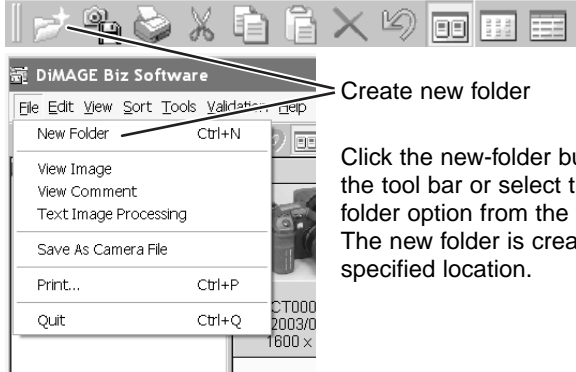 DiMAGE Biz Software
File Edit View Sort Tools Validation Help
New Folder Ctrl+N
View Image
View Comment
Text Image Processing
Save As Camera File
Print... Ctrl+P
Quit Ctrl+Q
2003/0
1600 x
Create new folder
Click the new-folder
the tool bar or select
folder option from the
The new folder is
specified location.